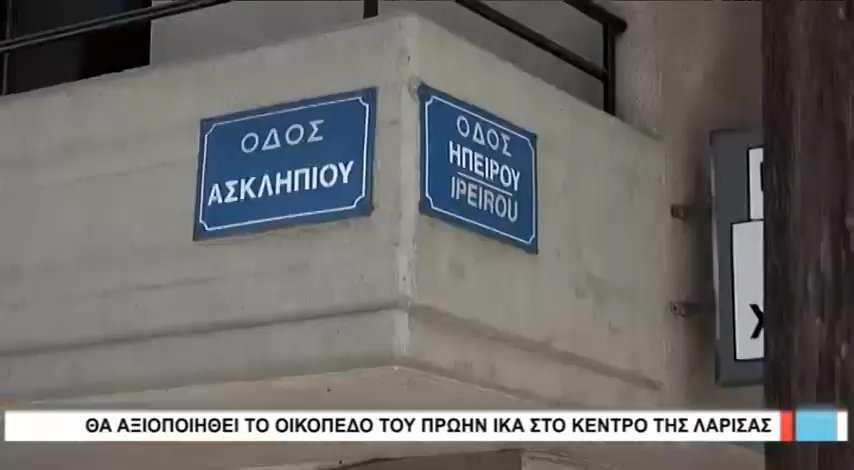 ΟΔΟΣ
ΑΣΚΛΗΠΙΟΥ
ΟΔΟΣ
ΗΠΕΙΡΟΥ
IPEIROU
ΘΑ ΑΞΙΟΠΟΙΗΘΕΙ ΤΟ ΟΙΚΟΠΕΔΟ ΤΟΥ ΠΡΩΗΝ ΙΚΑ ΣΤΟ ΚΕΝΤΡΟ ΤΗΣ ΛΑΡΙΣΑΣ